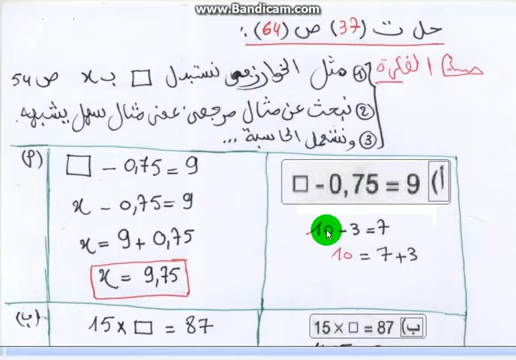 www.Bandicam.com
حل ت (37) ص (64) :
الفكرة
① مثل الخوارزمي نستبدل □ بـ x ص 54
② نبحث عن مثال مرجعي عن مثال سهل يشبهه.
③ ونستعمل الحاسبة ...
(أ)
□ - 0,75 = 9
x - 0,75 = 9
x = 9 + 0,75
x = 9,75
أ) □ - 0,75 = 9
10 - 3 = 7
10 = 7 + 3
(ب)
15 × □ = 87
ب) 15 × □ = 87